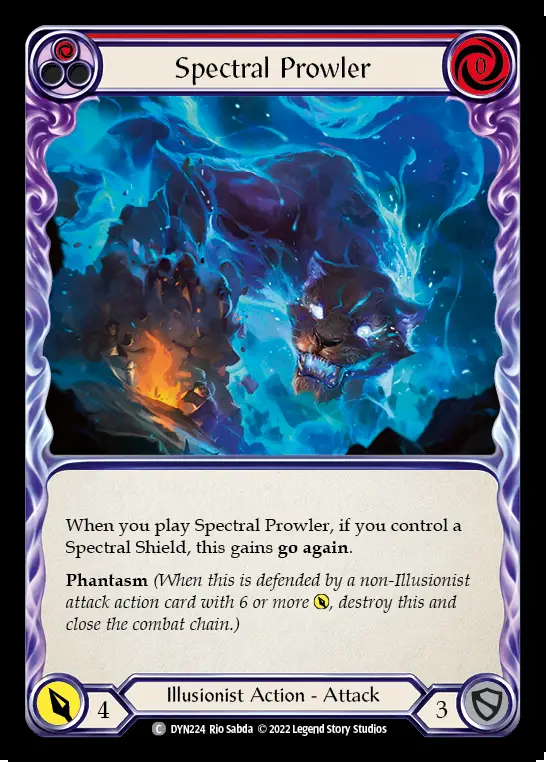 Spectral Prowler
0
When you play Spectral Prowler, if you control a
Spectral Shield, this gains go again.
Phantasm (When this is defended by a non-Illusionist
attack action card with 6 or more , destroy this and
close the combat chain.)
4
Illusionist Action - Attack
3
C DYN224 Rio Sabda © 2022 Legend Story Studios